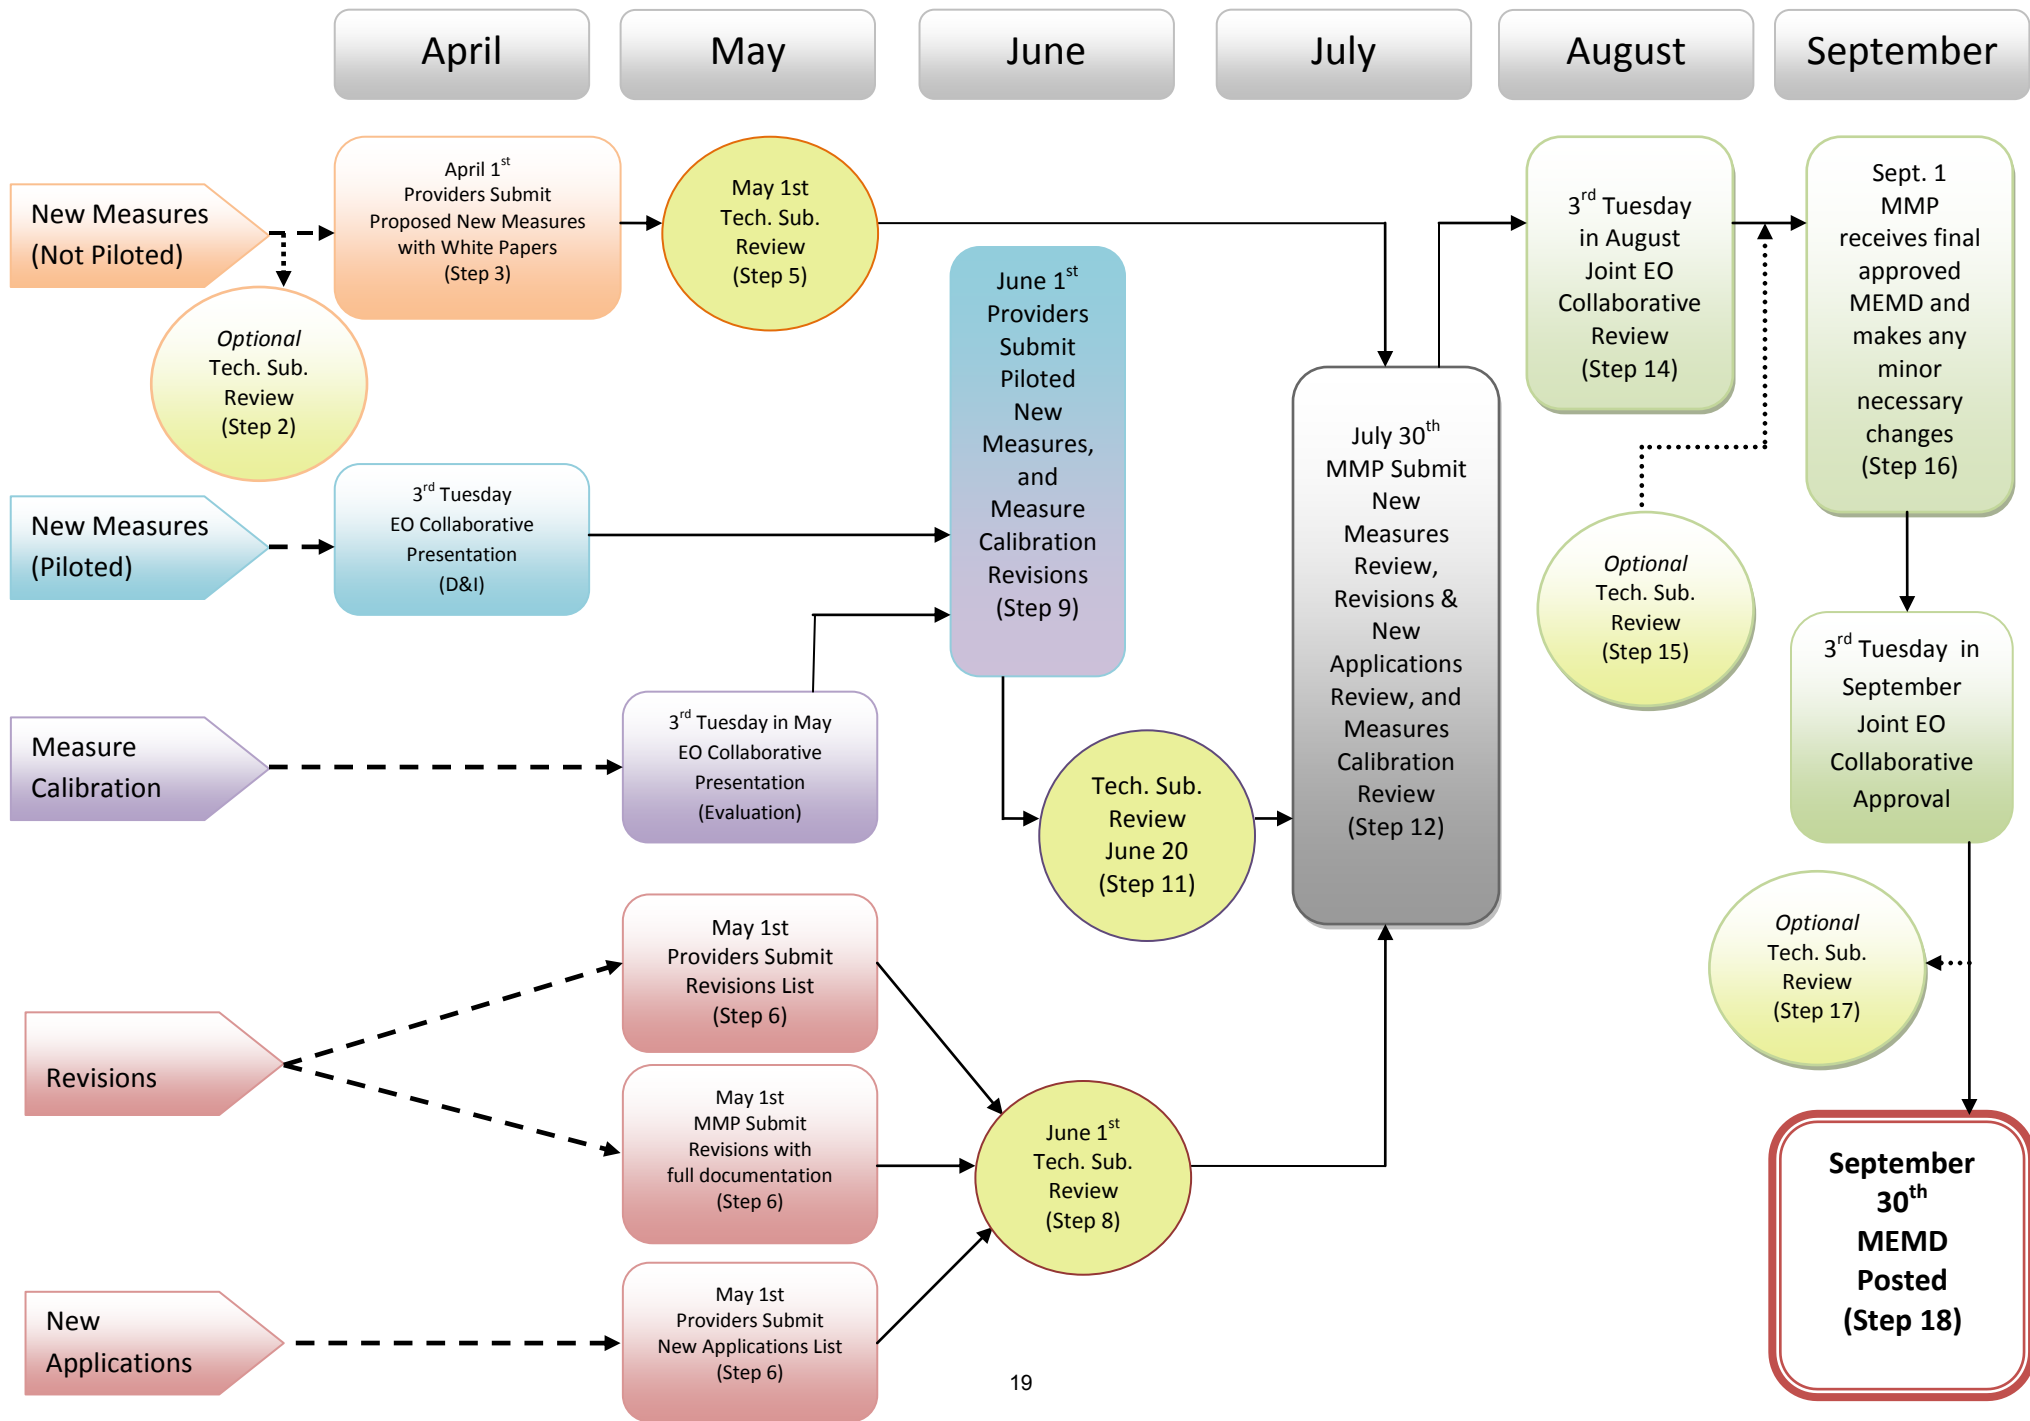 April
May
June
July
August
September
New Measures
(Not Piloted)
April 1st
Providers Submit
Proposed New Measures
with White Papers
(Step 3)
May 1st
Tech. Sub.
Review
(Step 5)
Optional
Tech. Sub.
Review
(Step 2)
New Measures
(Piloted)
3rd Tuesday
EO Collaborative
Presentation
(D&I)
June 1st
Providers
Submit
Piloted
New
Measures,
and
Measure
Calibration
Revisions
(Step 9)
Measure
Calibration
3rd Tuesday in May
EO Collaborative
Presentation
(Evaluation)
Tech. Sub.
Review
June 20
(Step 11)
Revisions
May 1st
Providers Submit
Revisions List
(Step 6)
May 1st
MMP Submit
Revisions with
full documentation
(Step 6)
New
Applications
May 1st
Providers Submit
New Applications List
(Step 6)
June 1st
Tech. Sub.
Review
(Step 8)
July 30th
MMP Submit
New
Measures
Review,
Revisions &
New
Applications
Review, and
Measures
Calibration
Review
(Step 12)
3rd Tuesday
in August
Joint EO
Collaborative
Review
(Step 14)
Optional
Tech. Sub.
Review
(Step 15)
Sept. 1
MMP
receives final
approved
MEMD and
makes any
minor
necessary
changes
(Step 16)
3rd Tuesday in
September
Joint EO
Collaborative
Approval
Optional
Tech. Sub.
Review
(Step 17)
September
30th
MEMD
Posted
(Step 18)
19